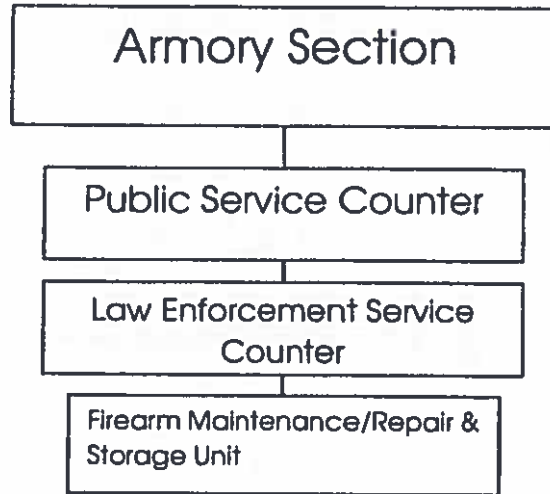 Armory Section
Public Service Counter
Law Enforcement Service
Counter
Firearm Maintenance/Repair &
Storage Unit